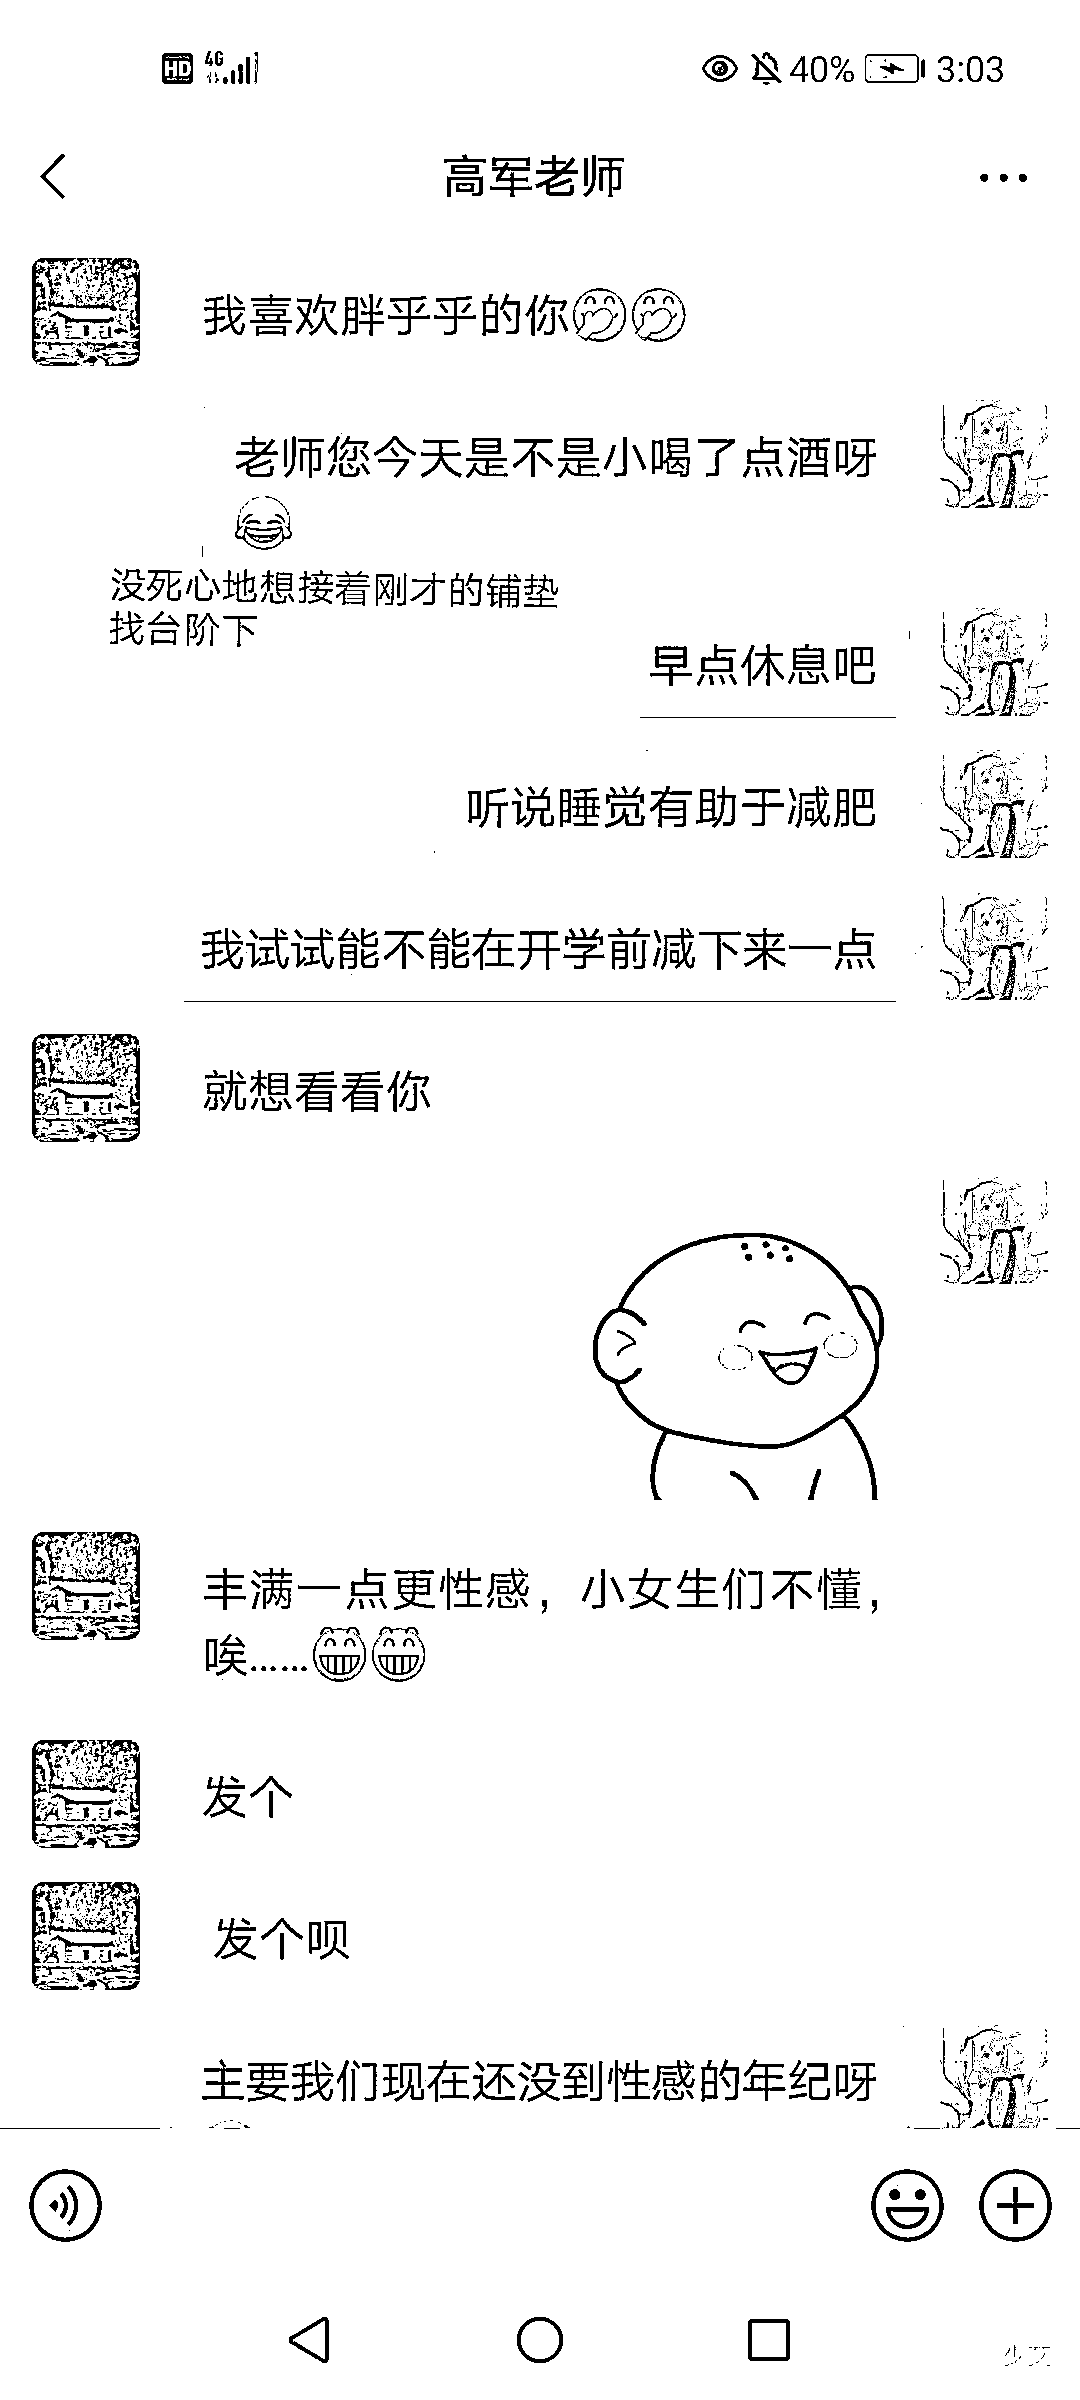 HD 4G 40% 3:03
高军老师
我喜欢胖乎乎的你
老师您今天是不是小喝了点酒呀
没死心地想接着刚才的铺垫
找台阶下
早点休息吧
听说睡觉有助于减肥
我试试能不能在开学前减下来一点
就想看看你
丰满一点更性感，小女生们不懂，
唉……
发个
发个呗
主要我们现在还没到性感的年纪呀